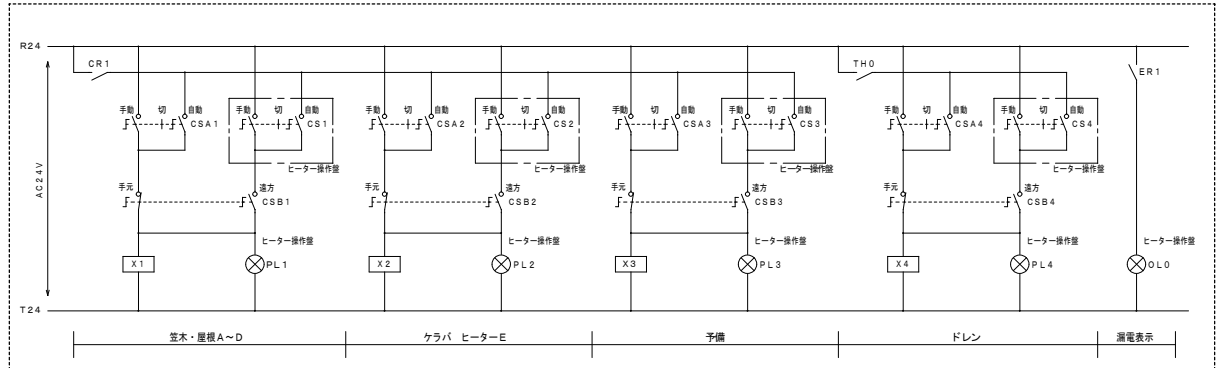 R24
CR1
TH0
ER1
手動 切 自動 CSA1
手動 切 自動 CS1
手動 切 自動 CSA2
手動 切 自動 CS2
手動 切 自動 CSA3
手動 切 自動 CS3
手動 切 自動 CSA4
手動 切 自動 CS4
AC24V
ヒーター操作盤
ヒーター操作盤
ヒーター操作盤
ヒーター操作盤
手元 遠方 CSB1
手元 遠方 CSB2
手元 遠方 CSB3
手元 遠方 CSB4
ヒーター操作盤
ヒーター操作盤
ヒーター操作盤
ヒーター操作盤
ヒーター操作盤
X1 PL1
X2 PL2
X3 PL3
X4 PL4
OL0
T24
笠木・屋根A～D
ケラバ ヒーターE
予備
ドレン
漏電表示